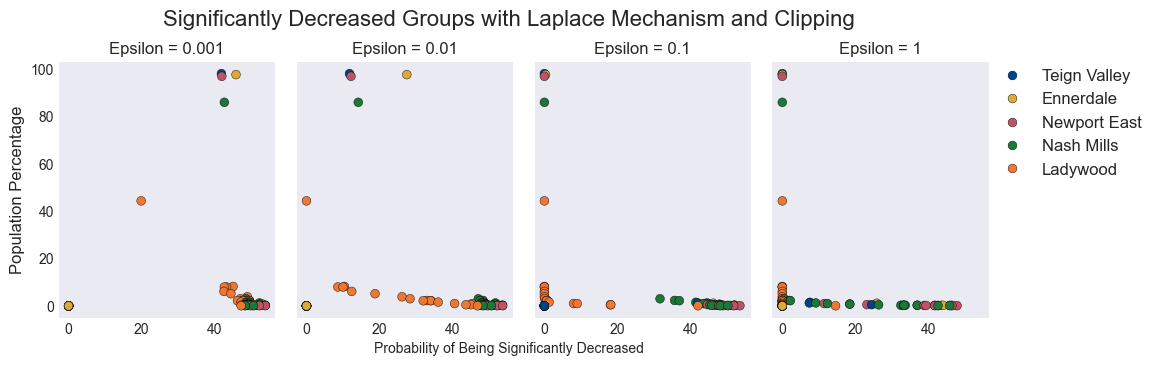 Significantly Decreased Groups with Laplace Mechanism and Clipping
Epsilon = 0.001
Epsilon = 0.01
Epsilon = 0.1
Epsilon = 1
Population Percentage
100
80
60
40
20
0
0 20 40
0 20 40
0 20 40
0 20 40
Probability of Being Significantly Decreased
Teign Valley
Ennerdale
Newport East
Nash Mills
Ladywood